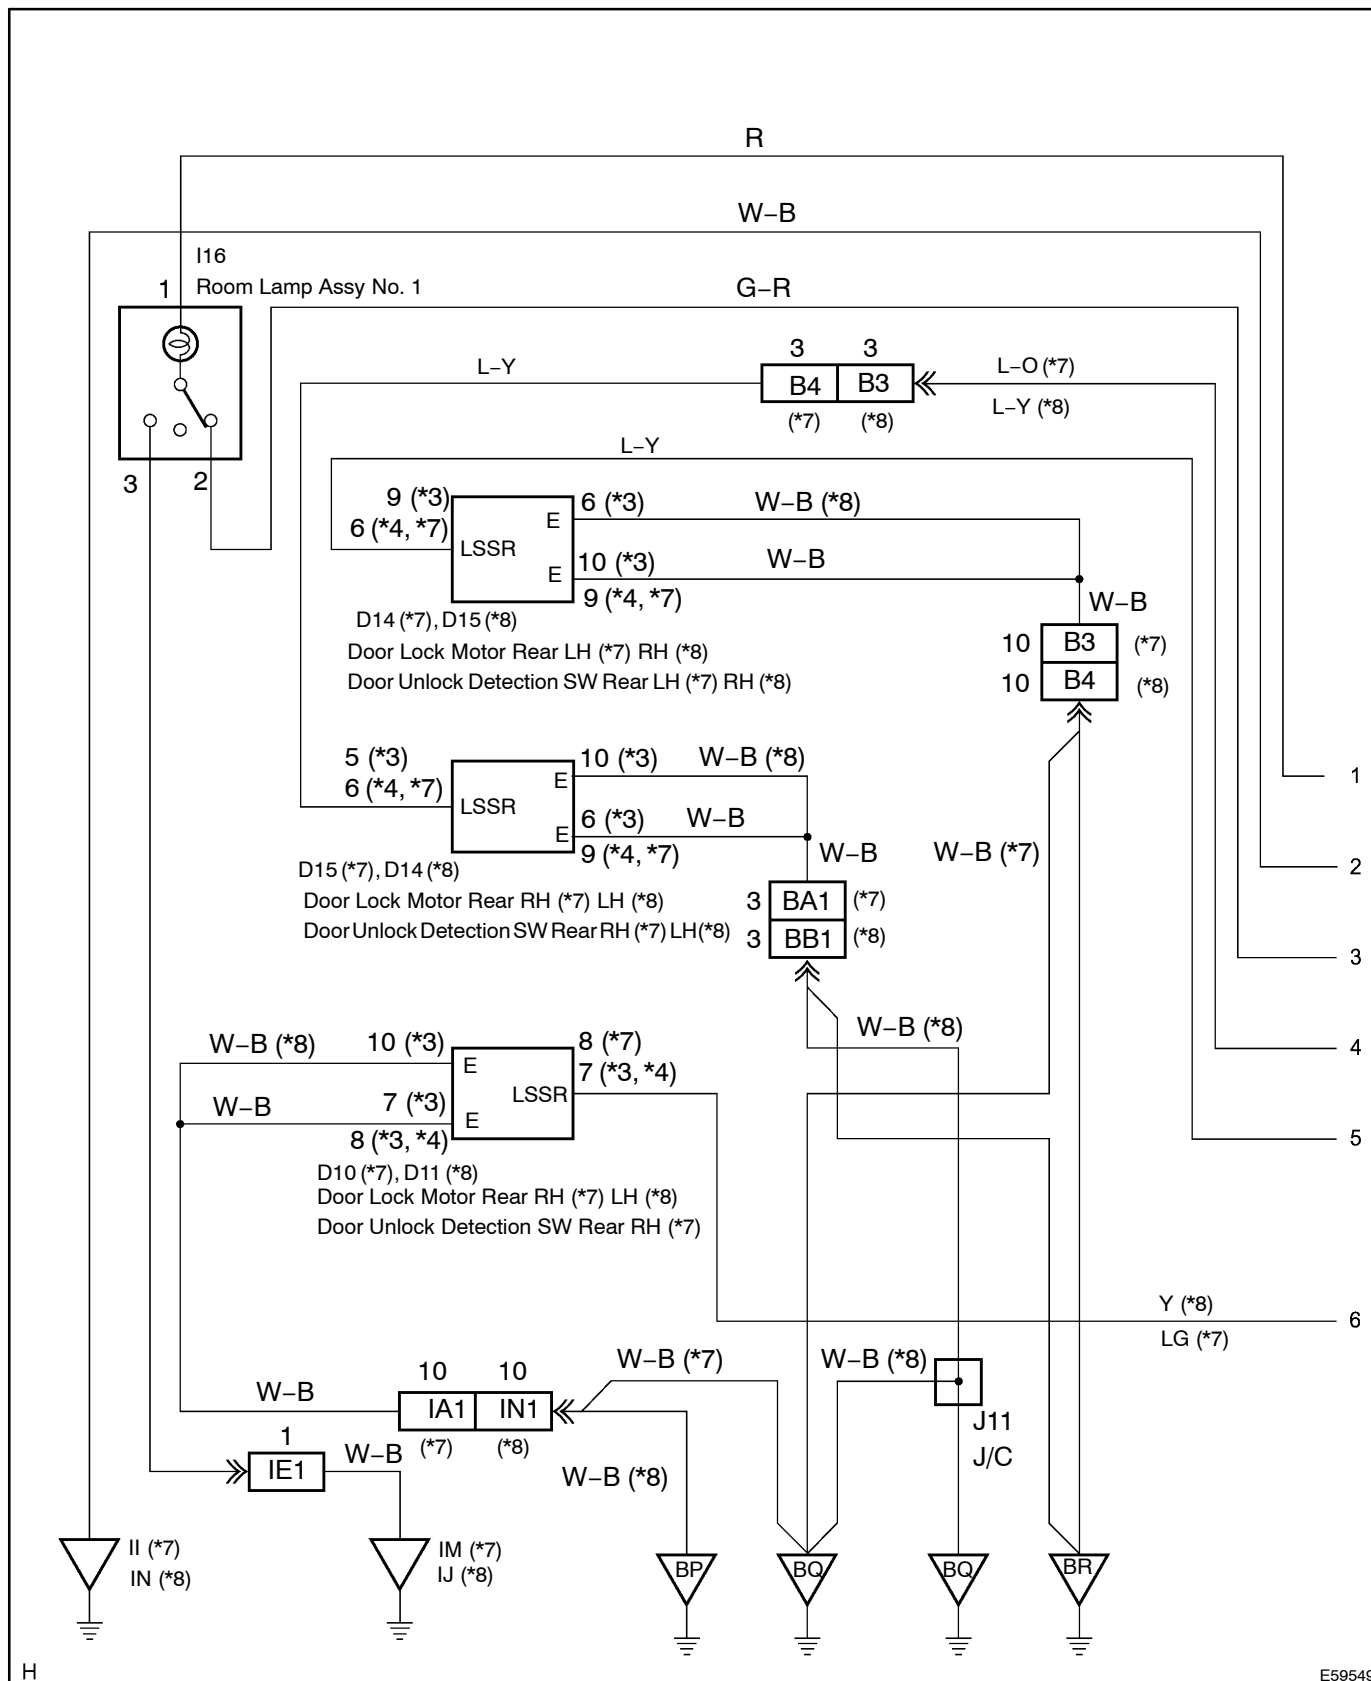 R
W–B
I16
Room Lamp Assy No. 1
1
G–R
3 3
L–Y
B4 B3
L–O (*7)
L–Y (*8)
(*7) (*8)
3 2
L–Y
9 (*3)
6 (*4, *7)
LSSR
E
E
6 (*3)
W–B (*8)
10 (*3)
W–B
9 (*4, *7)
D14 (*7), D15 (*8)
Door Lock Motor Rear LH (*7) RH (*8)
Door Unlock Detection SW Rear LH (*7) RH (*8)
W–B
10 B3 (*7)
10 B4 (*8)
5 (*3)
6 (*4, *7)
LSSR
E
E
10 (*3)
W–B (*8)
6 (*3)
W–B
9 (*4, *7)
W–B
W–B (*7)
1
2
D15 (*7), D14 (*8)
Door Lock Motor Rear RH (*7) LH (*8)
Door Unlock Detection SW Rear RH (*7) LH (*8)
3 BA1 (*7)
3 BB1 (*8)
3
W–B (*8)
4
W–B (*8)
10 (*3)
E
LSSR
E
8 (*7)
7 (*3, *4)
W–B
7 (*3)
8 (*3, *4)
5
D10 (*7), D11 (*8)
Door Lock Motor Rear RH (*7) LH (*8)
Door Unlock Detection SW Rear RH (*7)
Y (*8)
LG (*7)
6
W–B (*7)
W–B (*8)
10 10
W–B
IA1 IN1
(*7) (*8)
J11
J/C
1
IE1
W–B
W–B (*8)
II (*7)
IN (*8)
IM (*7)
IJ (*8)
BP
BQ
BQ
BR
H
E59549